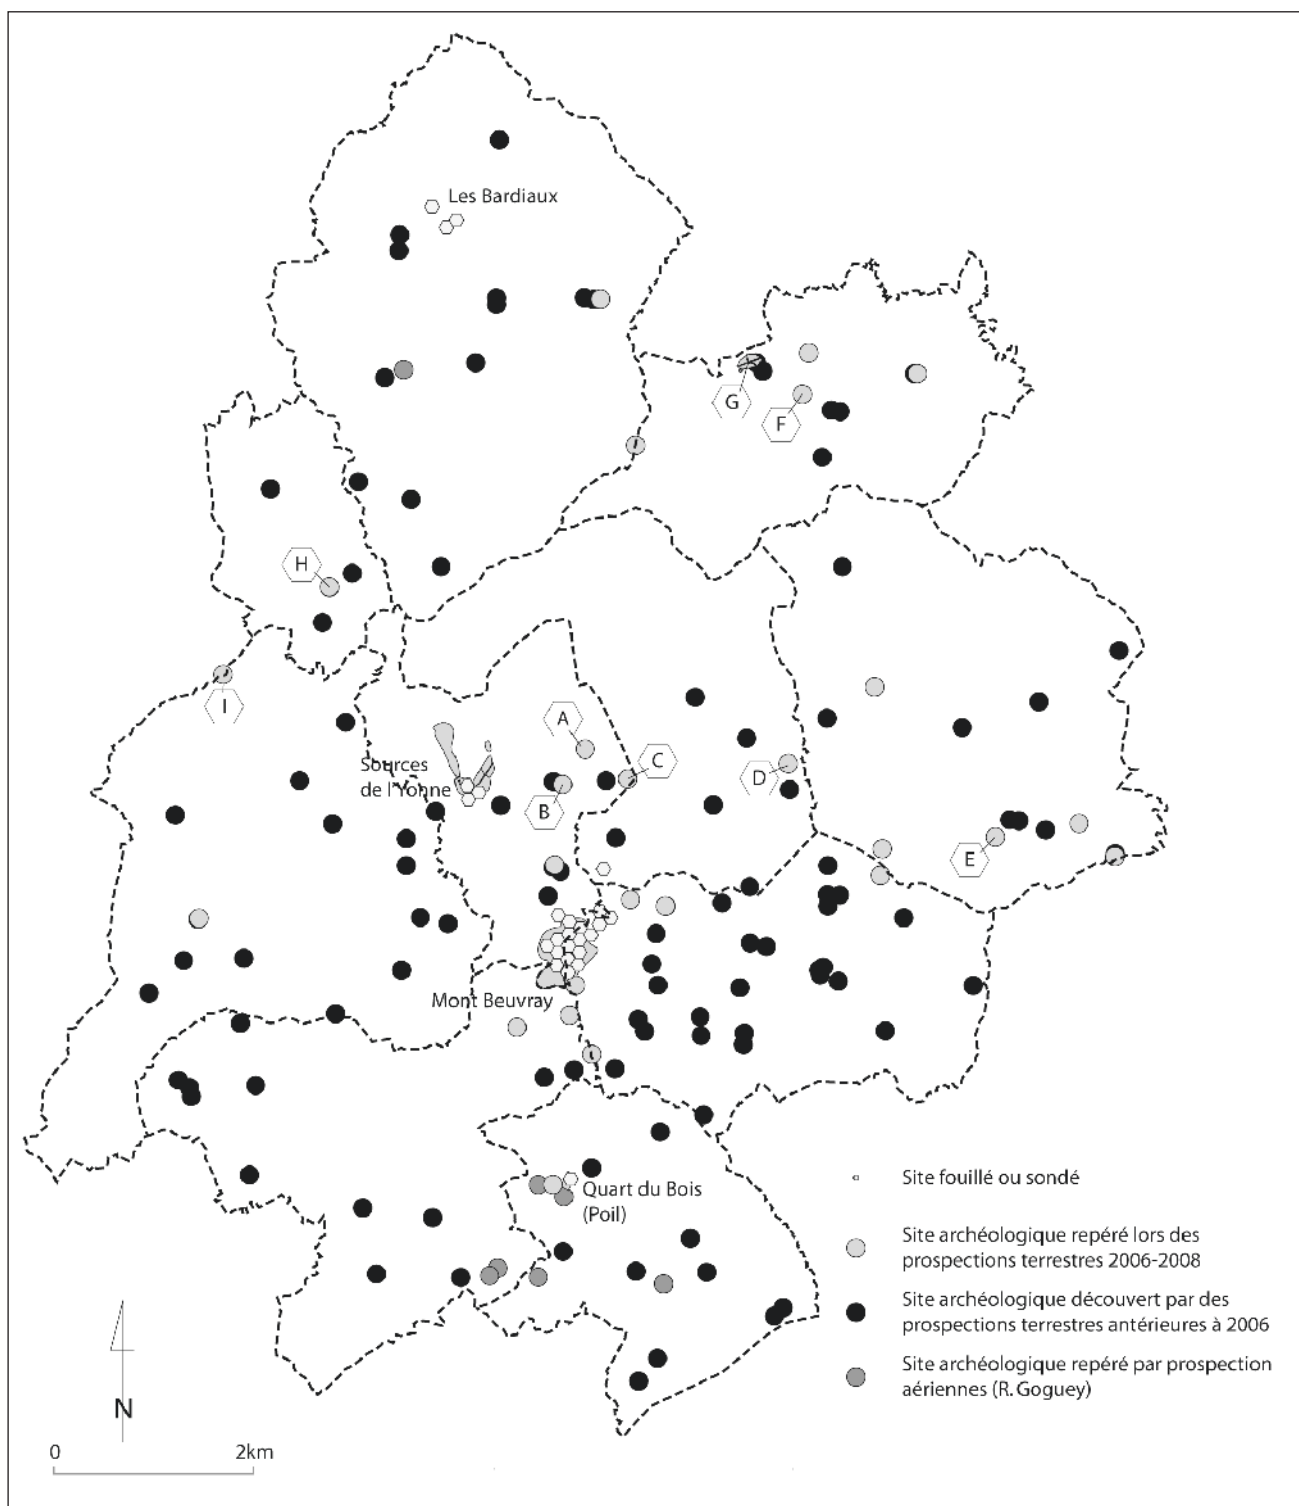 Les Bardiaux
G
F
H
I
A
Sources
de l'Yonne
C
D
B
E
Mont Beuvray
Quart du Bois
(Poil)
Site fouillé ou sondé
Site archéologique repéré lors des
prospections terrestres 2006-2008
Site archéologique découvert par des
prospections terrestres antérieures à 2006
Site archéologique repéré par prospection
aériennes (R. Goguey)
N
0 2km